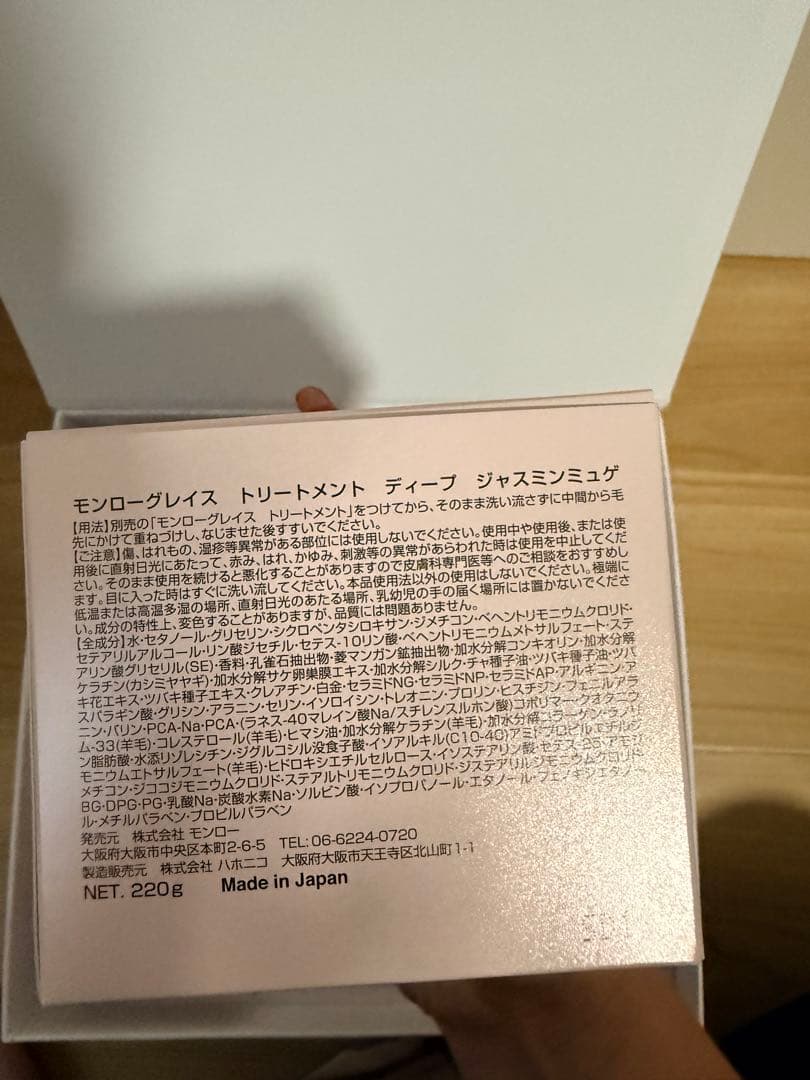 モンローグレイス トリートメント ディープ ジャスミンミュゲ
【用法】別売の「モンローグレイス トリートメント」をつけてから、そのまま洗い流さずに中間から毛
先にかけて重ねづけし、なじませた後すすいでください。
【ご注意】傷、はれもの、湿疹等異常がある部位には使用しないでください。使用中や使用後、または使
用後に直射日光にあたって、赤み、はれ、かゆみ、刺激等の異常があらわれた時は使用を中止してくだ
さい。そのまま使用を続けると悪化することがありますので皮膚科専門医等へのご相談をおすすめし
ます。目に入った時はすぐに洗い流してください。本品使用法以外の使用はしないでください。極端に
低温または高温多湿の場所、直射日光のあたる場所、乳幼児の手の届く場所には置かないでくださ
い。成分の特性上、変色することがありますが、品質には問題ありません。
【全成分】水・セタノール・グリセリン・シクロペンタシロキサン・ジメチコン・ベヘントリモニウムクロリド・
セテアリルアルコール・リン酸ジセチル・セテス-10リン酸・ベヘントリモニウムメトサルフェート・ステ
アリン酸グリセリル(SE)・香料・孔雀石抽出物・菱マンガン鉱抽出物・加水分解コンキオリン・加水分解
ケラチン(カシミヤヤギ)・加水分解サケ卵巣膜エキス・加水分解シルク・チャ種子油・ツバキ種子油・ツバ
キ花エキス・ツバキ種子エキス・クレアチン・白金・セラミドNG・セラミドNP・セラミドAP・アルギニン・ア
スパラギン酸・グリシン・アラニン・セリン・イソロイシン・トレオニン・プロリン・ヒスチジン・フェニルアラ
ニン・バリン・PCA-Na・PCA・(ラネス-40マレイン酸Na/スチレンスルホン酸)コポリマー・クオタニウ
ム-33(羊毛)・コレステロール(羊毛)・ヒマシ油・加水分解ケラチン(羊毛)・加水分解コラーゲン・ラノリ
ン脂肪酸・水添リゾレシチン・ジグルコシル没食子酸・イソアルキル(C10-40)アミドプロピルエチルジ
モニウムエトサルフェート(羊毛)・ヒドロキシエチルセルロース・イソステアリン酸・セテス-25・アモジ
メチコン・ジココジモニウムクロリド・ステアルトリモニウムクロリド・ジステアリルジモニウムクロリド・
BG・DPG・PG・乳酸Na・炭酸水素Na・ソルビン酸・イソプロパノール・エタノール・フェノキシエタノー
ル・メチルパラベン・プロピルパラベン
発売元 株式会社 モンロー
大阪府大阪市中央区本町2-6-5 TEL:06-6224-0720
製造販売元 株式会社 ハホニコ 大阪府大阪市天王寺区北山町1-1
NET. 220g Made in Japan